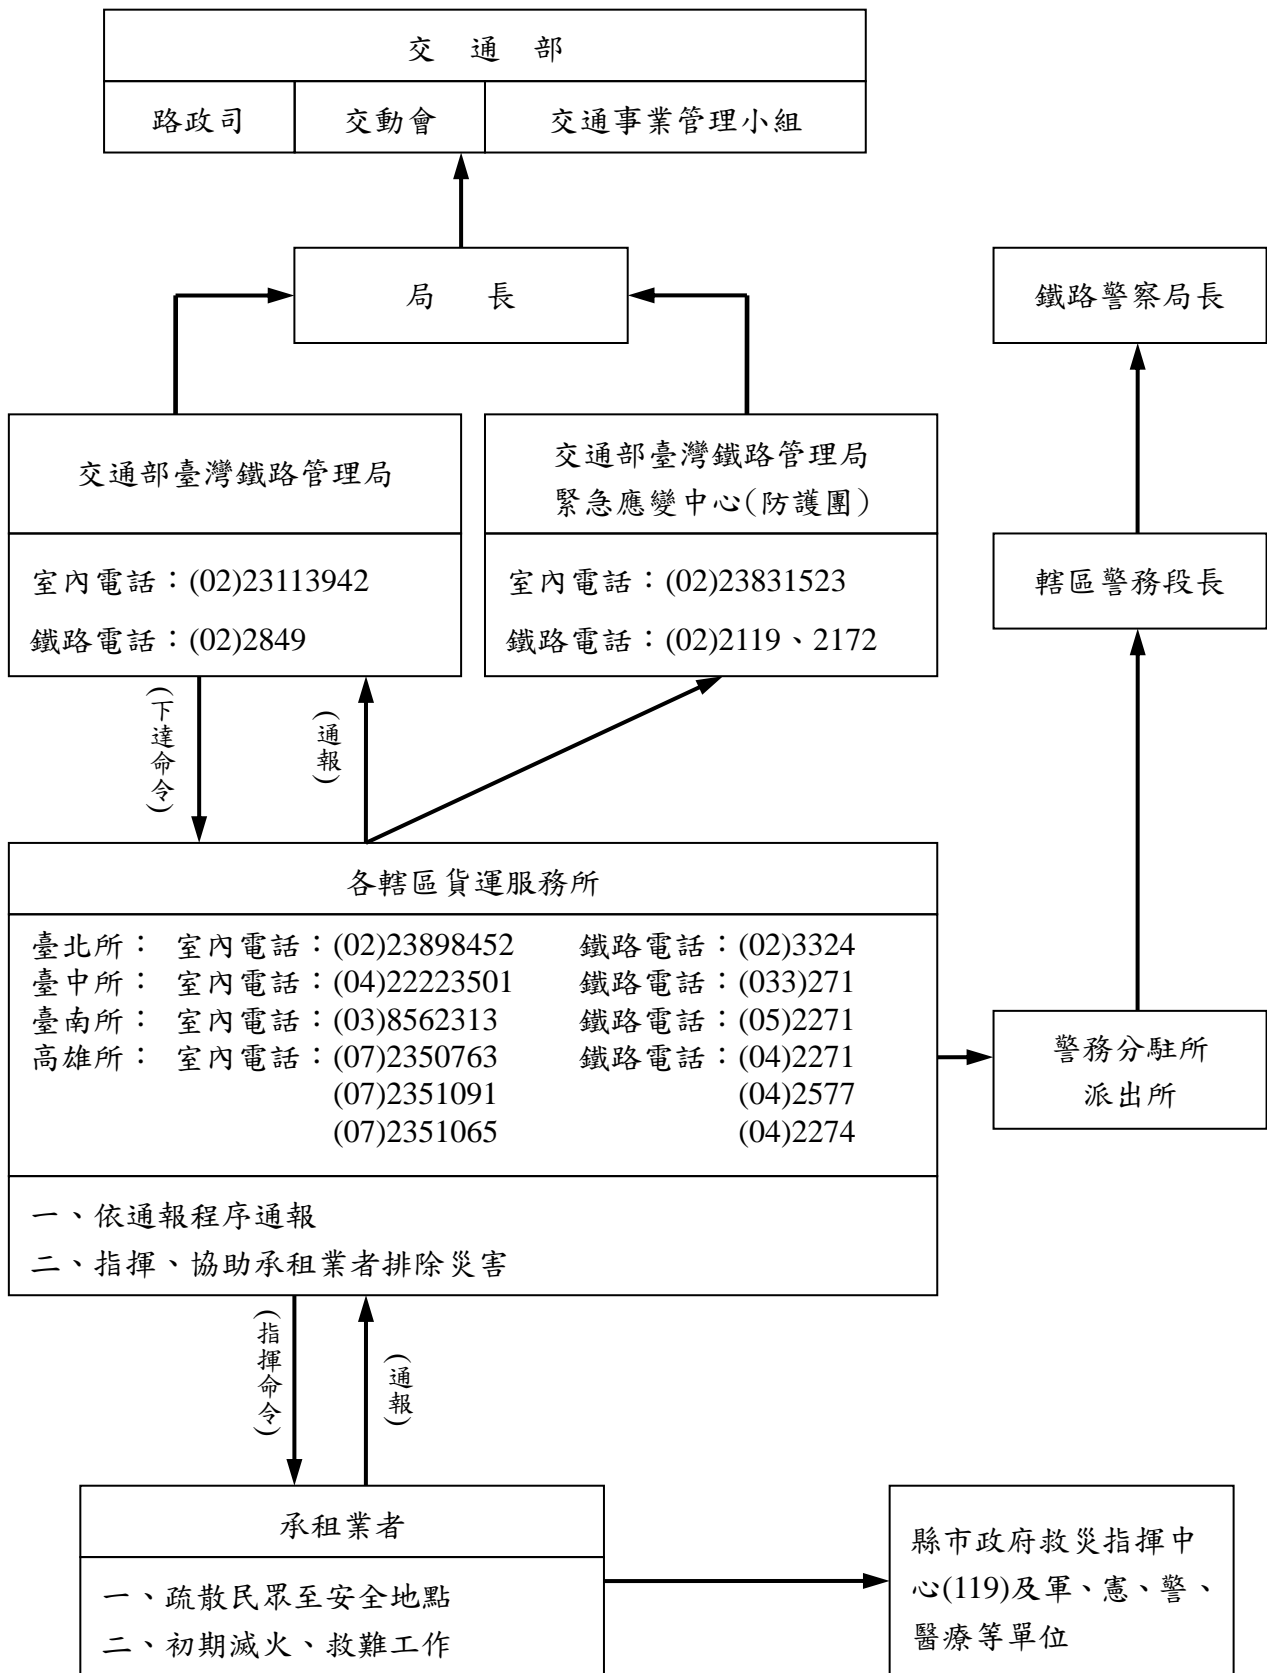 交通部
路政司 交動會 交通事業管理小組
局長
鐵路警察局長
交通部臺灣鐵路管理局
室內電話：(02)23113942
鐵路電話：(02)2849
交通部臺灣鐵路管理局
緊急應變中心(防護團)
室內電話：(02)23831523
鐵路電話：(02)2119、2172
轄區警務段長
(下達命令)
(通報)
各轄區貨運服務所
臺北所： 室內電話：(02)23898452 鐵路電話：(02)3324
臺中所： 室內電話：(04)22223501 鐵路電話：(033)271
臺南所： 室內電話：(03)8562313 鐵路電話：(05)2271
高雄所： 室內電話：(07)2350763 鐵路電話：(04)2271
(07)2351091 (04)2577
(07)2351065 (04)2274
一、依通報程序通報
二、指揮、協助承租業者排除災害
警務分駐所
派出所
(指揮命令)
(通報)
承租業者
一、疏散民眾至安全地點
二、初期滅火、救難工作
縣市政府救災指揮中
心(119)及軍、憲、警、
醫療等單位